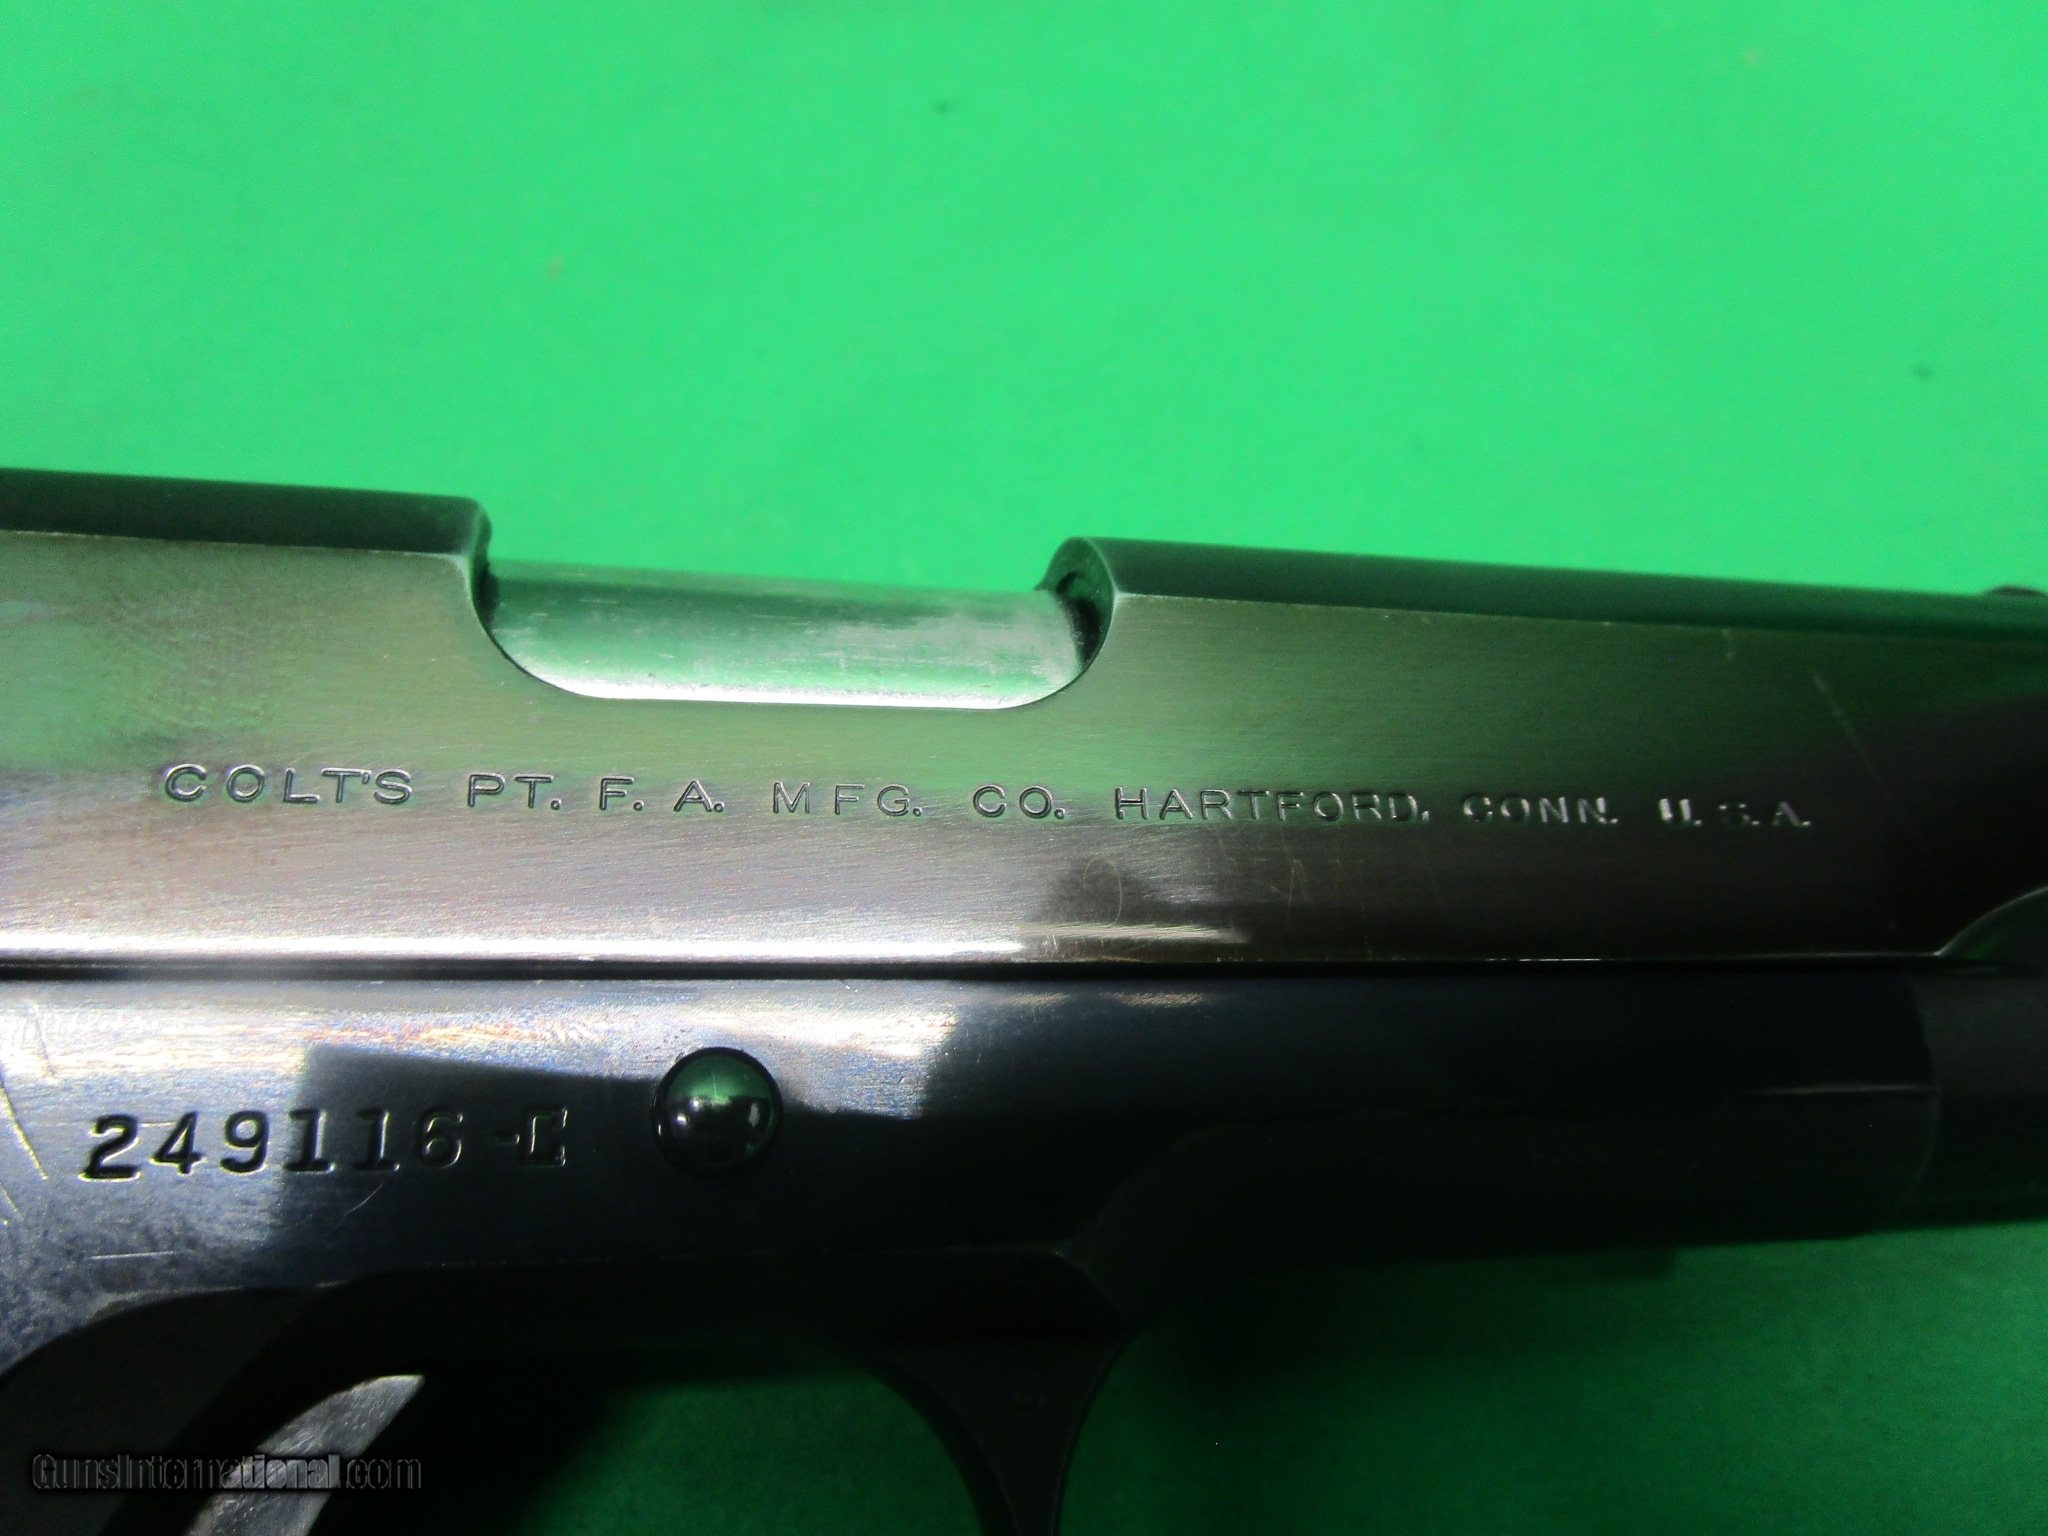 COLT'S PT. F. A. MFG. CO. HARTFORD, CONN. U.S.A.
249116-C
GunsInternational.com